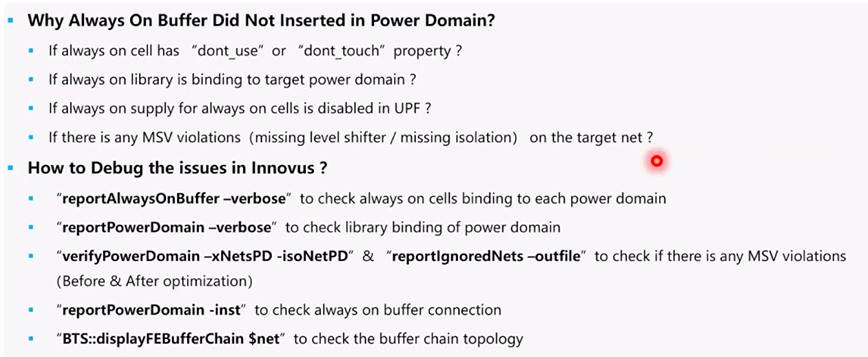 Why Always On Buffer Did Not Inserted in Power Domain?
If always on cell has “dont_use” or “dont_touch” property ?
If always on library is binding to target power domain ?
If always on supply for always on cells is disabled in UPF ?
If there is any MSV violations (missing level shifter / missing isolation) on the target net ?
How to Debug the issues in Innovus ?
“reportAlwaysOnBuffer –verbose” to check always on cells binding to each power domain
“reportPowerDomain –verbose” to check library binding of power domain
“verifyPowerDomain –xNetsPD -isoNetPD” & “reportIgnoredNets –outfile” to check if there is any MSV violations
(Before & After optimization)
“reportPowerDomain -inst” to check always on buffer connection
“BTS::displayFEBufferChain $net” to check the buffer chain topology